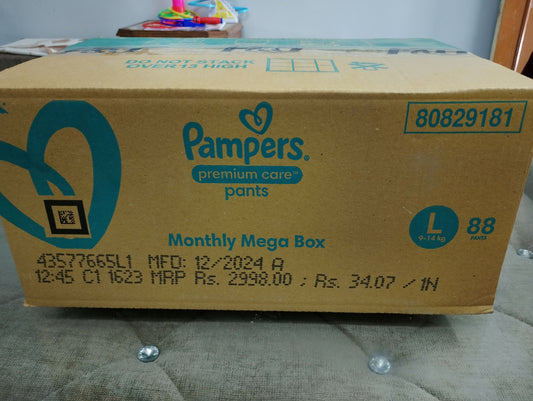 DO NOT STACK
OVER 13 HIGH
80829181
Pampers.
premium care™
pants
L
9-14 kg
88
PANTS
Monthly Mega Box
43577665L1 MFD: 12/2024 A
12:45 C1 1623 MRP Rs. 2998.00 ; Rs. 34.07 / 1N